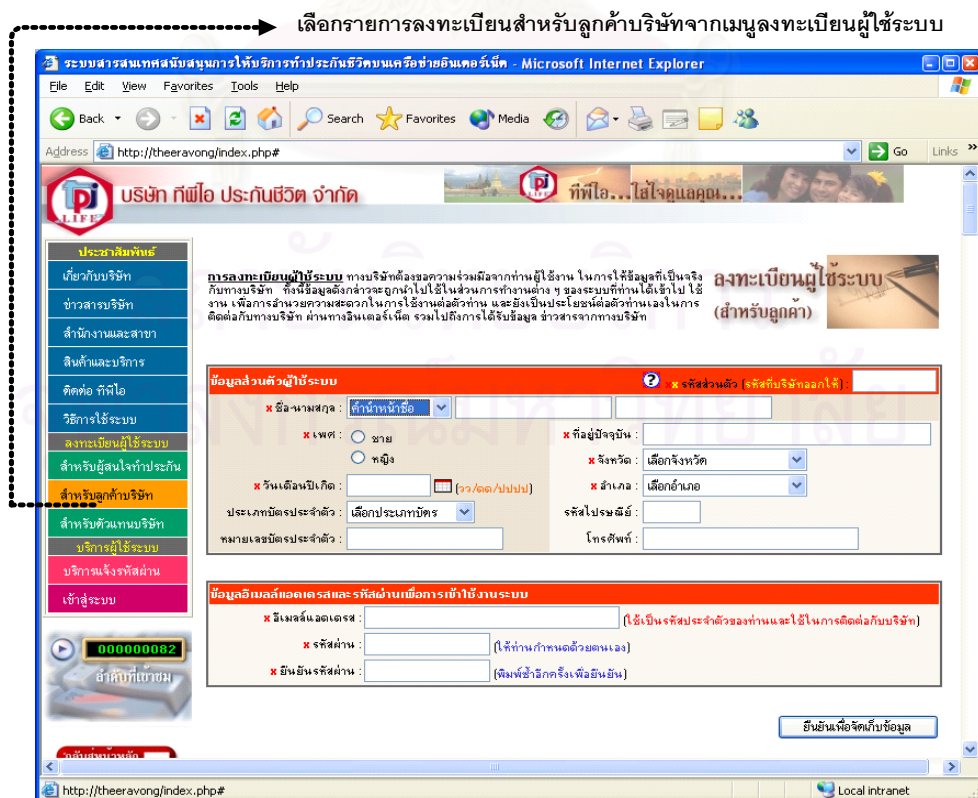 เลือกรายการลงทะเบียนสำหรับลูกค้าบริษัทจากเมนูลงทะเบียนผู้ใช้ระบบ
ระบบสารสนเทศสนับสนุนการให้บริการทำประกันชีวิตบนเครือข่ายอินเตอร์เน็ต - Microsoft Internet Explorer
File Edit View Favorites Tools Help
Back Search Favorites Media
Address http://theeravong/index.php# Go Links »
TPI LIFE บริษัท ทีพีไอ ประกันชีวิต จำกัด ทีพีไอ...ใส่ใจดูแลคุณ...
ประชาสัมพันธ์
เกี่ยวกับบริษัท
ข่าวสารบริษัท
สำนักงานและสาขา
สินค้าและบริการ
ติดต่อ ทีพีไอ
วิธีการใช้ระบบ
ลงทะเบียนผู้ใช้ระบบ
สำหรับผู้สนใจทำประกัน
สำหรับลูกค้าบริษัท
สำหรับตัวแทนบริษัท
บริการผู้ใช้ระบบ
บริการแจ้งรหัสผ่าน
เข้าสู่ระบบ
000000082
ลำดับที่เข้าชม
กลับสู่หน้าหลัก
การลงทะเบียนผู้ใช้ระบบ ทางบริษัทต้องขอความร่วมมือจากท่านผู้ใช้งาน ในการให้ข้อมูลที่เป็นจริง
กับทางบริษัท ทั้งนี้ข้อมูลดังกล่าวจะถูกนำไปใช้ในส่วนการทำงานต่าง ๆ ของระบบที่ท่านได้เข้าไป ใช้
งาน เพื่อการอำนวยความสะดวกในการใช้งานต่อตัวท่าน และยังเป็นประโยชน์ต่อตัวท่านเองในการ
ติดต่อกับทางบริษัท ผ่านทางอินเตอร์เน็ต รวมไปถึงการได้รับข้อมูล ข่าวสารจากทางบริษัท
ลงทะเบียนผู้ใช้ระบบ
(สำหรับลูกค้า)
ข้อมูลส่วนตัวผู้ใช้ระบบ ? xx รหัสส่วนตัว (รหัสที่บริษัทออกให้) :
x ชื่อ-นามสกุล : คำนำหน้าชื่อ
x เพศ : ชาย x ที่อยู่ปัจจุบัน :
หญิง x จังหวัด : เลือกจังหวัด
x วันเดือนปีเกิด : (วว/ดด/ปปปป) x อำเภอ : เลือกอำเภอ
ประเภทบัตรประจำตัว : เลือกประเภทบัตร รหัสไปรษณีย์ :
หมายเลขบัตรประจำตัว : โทรศัพท์ :
ข้อมูลอีเมลล์แอดเดรสและรหัสผ่านเพื่อการเข้าใช้งานระบบ
x อีเมลล์แอดเดรส : (ใช้เป็นรหัสประจำตัวของท่านและใช้ในการติดต่อกับบริษัท)
x รหัสผ่าน : (ให้ท่านกำหนดด้วยตนเอง)
x ยืนยันรหัสผ่าน : (พิมพ์ซ้ำอีกครั้งเพื่อยืนยัน)
ยืนยันเพื่อจัดเก็บข้อมูล
http://theeravong/index.php# Local intranet